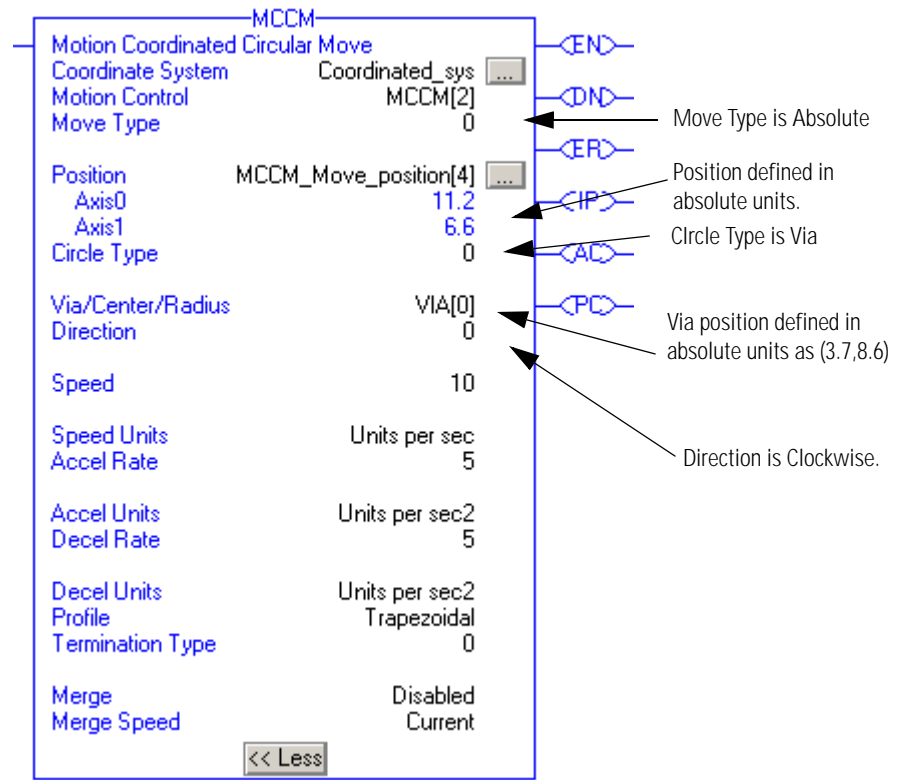 MCCM
Motion Coordinated Circular Move
Coordinate System Coordinated_sys ...
Motion Control MCCM[2]
Move Type 0
Position MCCM_Move_position[4] ...
Axis0 11.2
Axis1 6.6
Circle Type 0
Via/Center/Radius VIA[0]
Direction 0
Speed 10
Speed Units Units per sec
Accel Rate 5
Accel Units Units per sec2
Decel Rate 5
Decel Units Units per sec2
Profile Trapezoidal
Termination Type 0
Merge Disabled
Merge Speed Current
<< Less
EN
DN
ER
IP
AC
PC
Move Type is Absolute
Position defined in
absolute units.
CIrcle Type is Via
Via position defined in
absolute units as (3.7,8.6)
Direction is Clockwise.